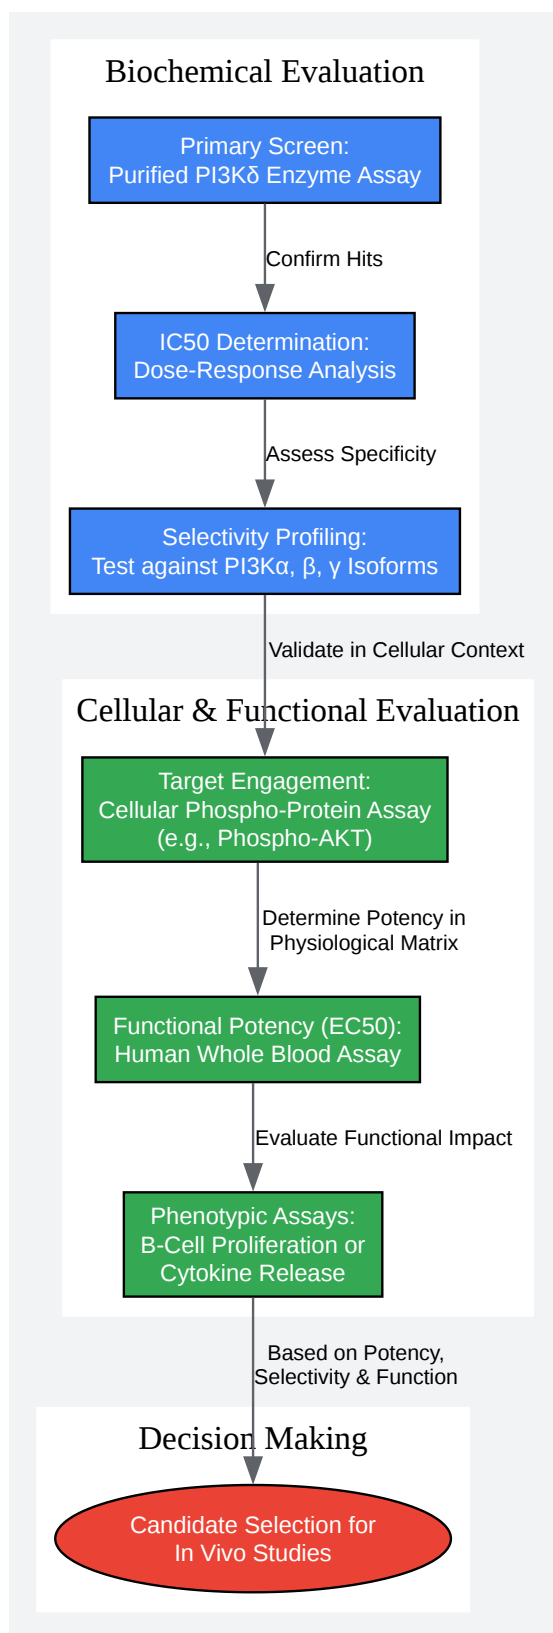 Biochemical Evaluation
Primary Screen:
Purified PI3Kδ Enzyme Assay
Confirm Hits
IC50 Determination:
Dose-Response Analysis
Assess Specificity
Selectivity Profiling:
Test against PI3Kα, β, γ Isoforms
Validate in Cellular Context
Cellular & Functional Evaluation
Target Engagement:
Cellular Phospho-Protein Assay
(e.g., Phospho-AKT)
Determine Potency in
Physiological Matrix
Functional Potency (EC50):
Human Whole Blood Assay
Evaluate Functional Impact
Phenotypic Assays:
B-Cell Proliferation or
Cytokine Release
Based on Potency,
Selectivity & Function
Decision Making
Candidate Selection for
In Vivo Studies